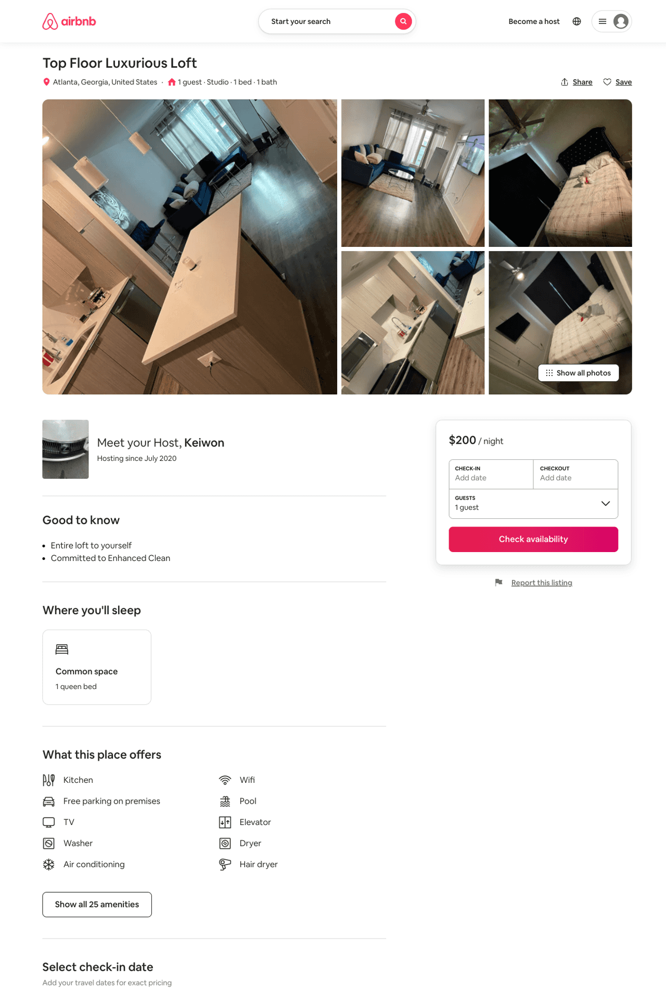 airbnb
Start your search
Become a host
Top Floor Luxurious Loft
Atlanta, Georgia, United States · 1 guest · Studio · 1 bed · 1 bath
Share
Save
Show all photos
Meet your Host, Keiwon
Hosting since July 2020
$200 / night
CHECK-IN
Add date
CHECKOUT
Add date
GUESTS
1 guest
Check availability
Report this listing
Good to know
• Entire loft to yourself
• Committed to Enhanced Clean
Where you'll sleep
Common space
1 queen bed
What this place offers
Kitchen
Wifi
Free parking on premises
Pool
TV
Elevator
Washer
Dryer
Air conditioning
Hair dryer
Show all 25 amenities
Select check-in date
Add your travel dates for exact pricing